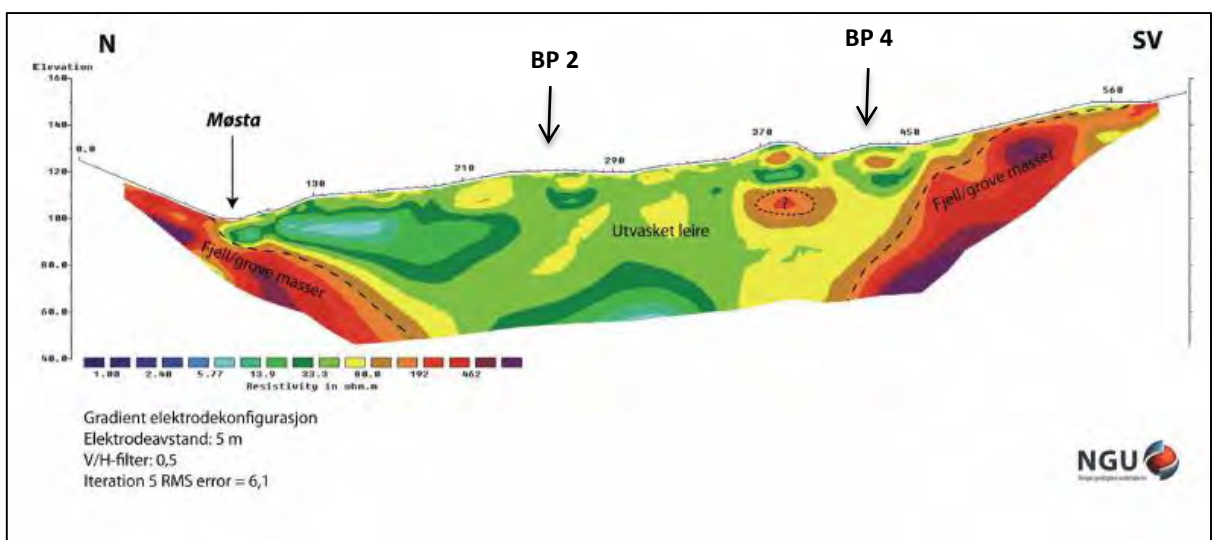 N
BP 2
BP 4
SV
Elevation
160
140
120
100
80.0
60.0
40.0
Møsta
0.0
130
210
290
370
450
560
?
Utvasket leire
Fjell/grove masser
Fjell/grove masser
1.00 2.40 5.77 13.9 33.3 80.0 192 462
Resistivity in ohm.m
Gradient elektrodekonfigurasjon
Elektrodeavstand: 5 m
V/H-filter: 0,5
Iteration 5 RMS error = 6,1
NGU